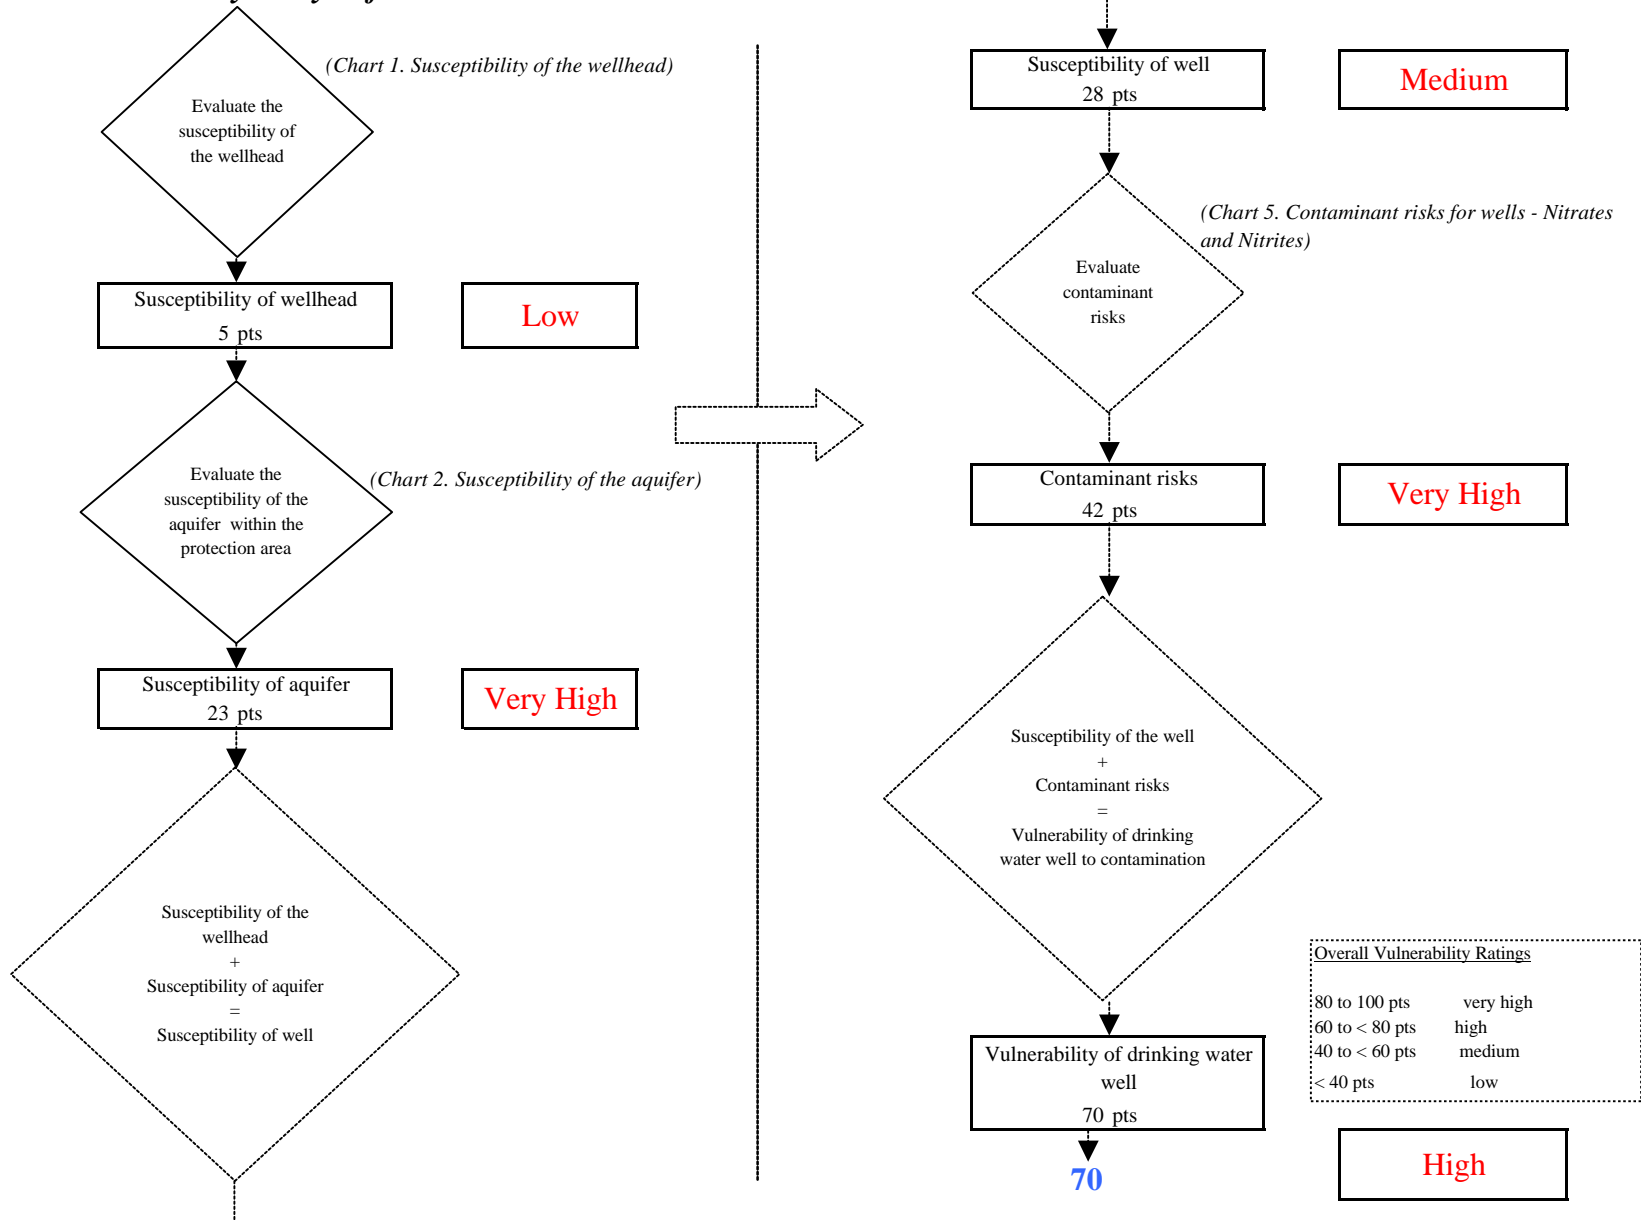 (Chart 1. Susceptibility of the wellhead)
Evaluate the
susceptibility of
the wellhead
Susceptibility of wellhead
5 pts
Low
Evaluate the
susceptibility of the
aquifer within the
protection area
(Chart 2. Susceptibility of the aquifer)
Susceptibility of aquifer
23 pts
Very High
Susceptibility of the
wellhead
+
Susceptibility of aquifer
=
Susceptibility of well
Susceptibility of well
28 pts
Medium
(Chart 5. Contaminant risks for wells - Nitrates
and Nitrites)
Evaluate
contaminant
risks
Contaminant risks
42 pts
Very High
Susceptibility of the well
+
Contaminant risks
=
Vulnerability of drinking
water well to contamination
Overall Vulnerability Ratings
80 to 100 pts very high
60 to < 80 pts high
40 to < 60 pts medium
< 40 pts low
Vulnerability of drinking water
well
70 pts
High
70